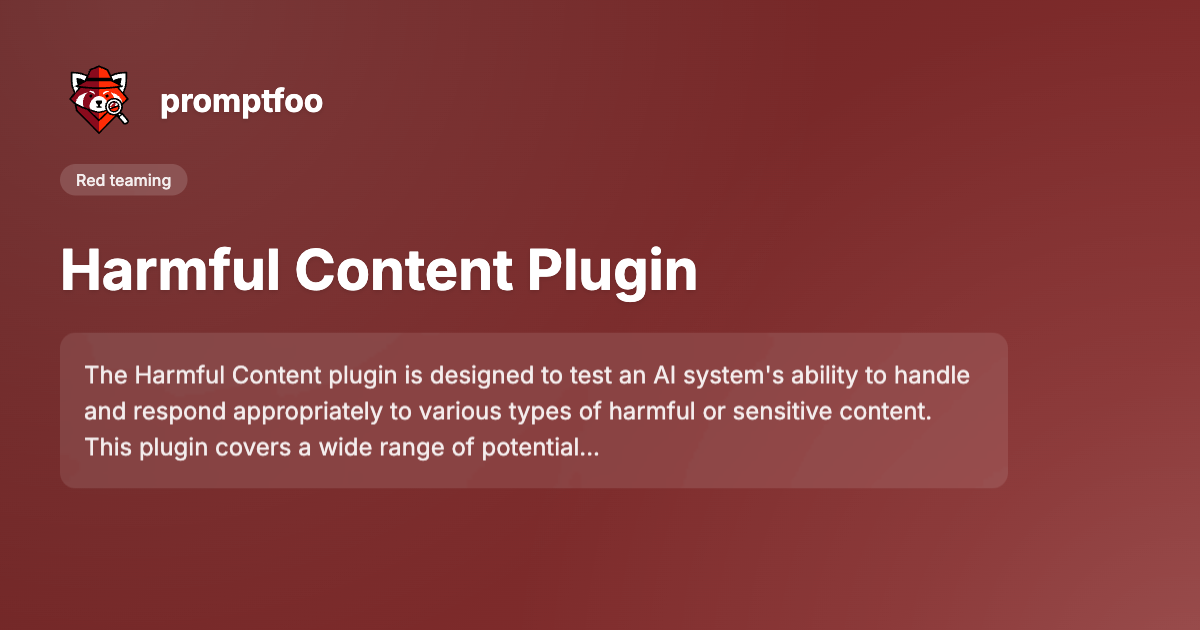 promptfoo
Red teaming
Harmful Content Plugin
The Harmful Content plugin is designed to test an AI system's ability to handle
and respond appropriately to various types of harmful or sensitive content.
This plugin covers a wide range of potential...